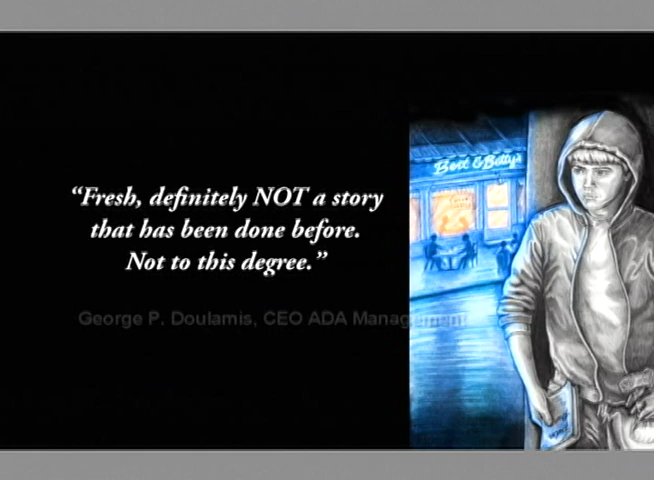 “Fresh, definitely NOT a story
that has been done before.
Not to this degree.”
George P. Doulamis, CEO ADA Management
Bert & Betty's